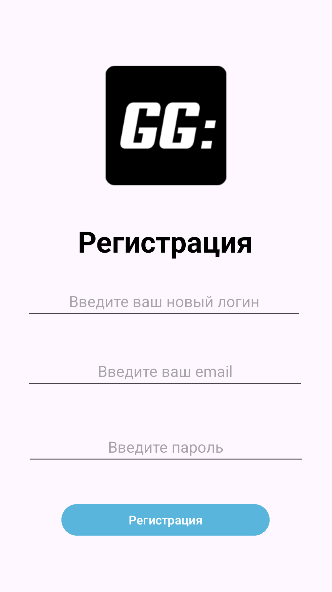 GG:
Регистрация
Введите ваш новый логин
Введите ваш email
Введите пароль
Регистрация